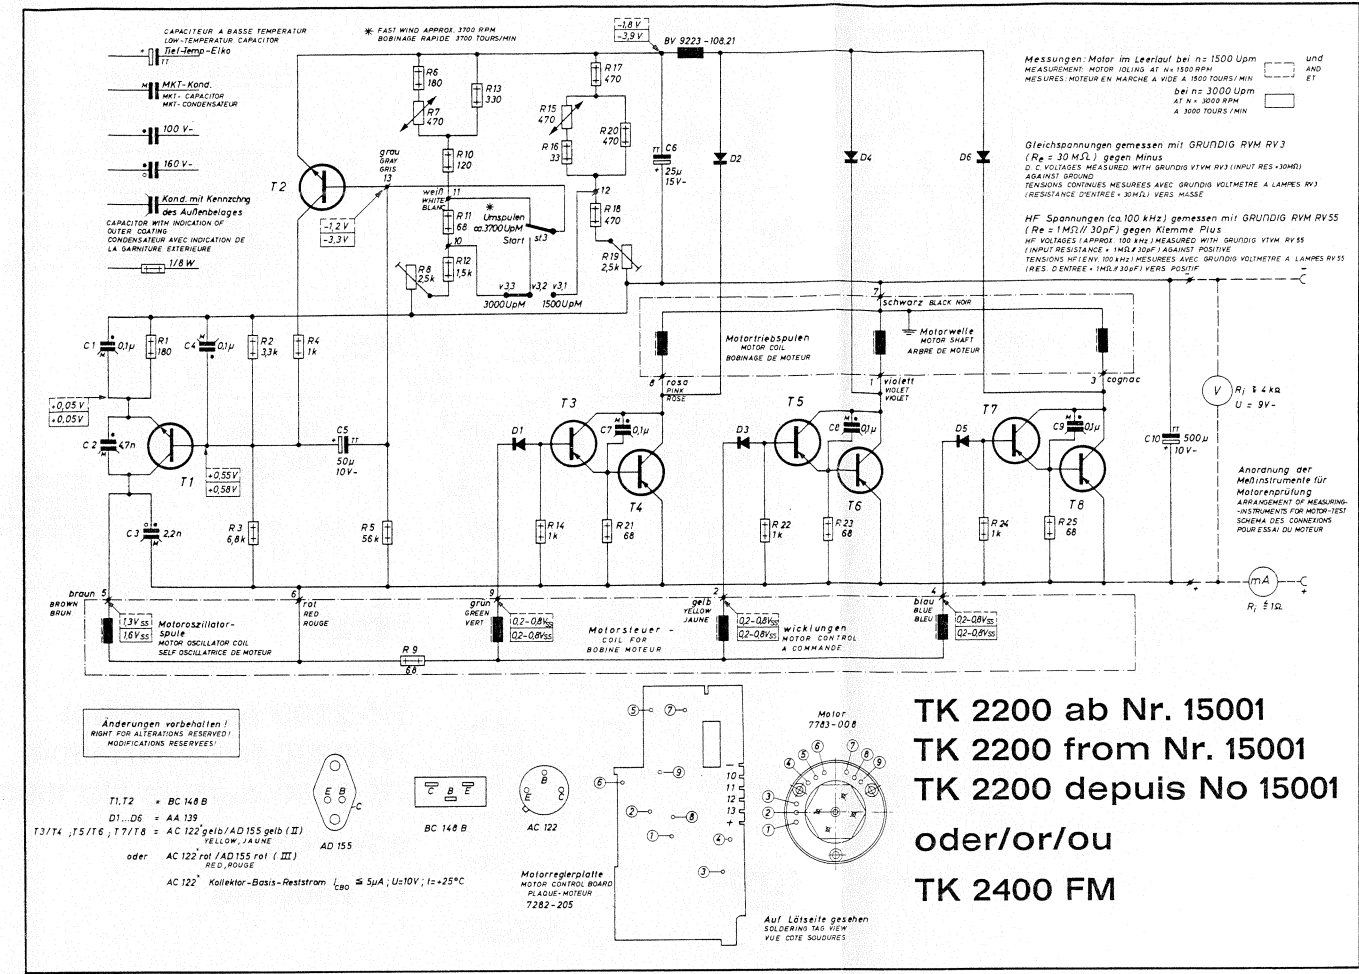 CAPACITEUR A BASSE TEMPERATUR
LOW-TEMPERATUR CAPACITOR
Tief-Temp-Elko
TT
M
MKT-Kond.
MKT- CAPACITOR
MKT-CONDENSATEUR
100 V-
160 V-
Kond. mit Kennzchng
des Außenbelages
CAPACITOR WITH INDICATION OF
OUTER COATING
CONDENSATEUR AVEC INDICATION DE
LA GARNITURE EXTERIEURE
1/8 W
* FAST WIND APPROX. 3700 RPM
BOBINAGE RAPIDE 3700 TOURS/MIN
-1,8 V
-3,9 V
BV 9223-108.21
R6
180
R7
470
R13
330
R10
120
R17
470
R15
470
R16
33
R20
470
C6
25µ
15V-
TT
D2
D4
D6
T2
grau
GRAY
GRIS
13
-1,2 V
-3,3 V
weiß 11
WHITE
BLANC
R11
68
10
R12
1,5k
R8
2,5k
*
Umspulen
ca.3700UpM
Start st3
v3,3 v3,2 v3,1
3000UpM 1500UpM
12
R18
470
R19
2,5k
Messungen: Motor im Leerlauf bei n= 1500 Upm und
MEASUREMENT: MOTOR IDLING AT N= 1500 RPM AND
MESURES: MOTEUR EN MARCHE A VIDE A 1500 TOURS/MIN ET
bei n= 3000 Upm
AT N = 3000 RPM
A 3000 TOURS/MIN
Gleichspannungen gemessen mit GRUNDIG RVM RV3
(Re = 30 MΩ) gegen Minus
D. C. VOLTAGES MEASURED WITH GRUNDIG VTVM RV3 (INPUT RES =30MΩ)
AGAINST GROUND
TENSIONS CONTINUES MESUREES AVEC GRUNDIG VOLTMETRE A LAMPES RV3
(RESISTANCE D'ENTREE = 30MΩ) VERS MASSE
HF Spannungen (ca.100 kHz) gemessen mit GRUNDIG RVM RV55
(Re = 1MΩ// 30pF) gegen Klemme Plus
HF VOLTAGES (APPROX. 100 kHz) MEASURED WITH GRUNDIG VTVM RV 55
(INPUT RESISTANCE = 1MΩ// 30pF) AGAINST POSITIVE
TENSIONS HF (ENV. 100kHz) MESUREES AVEC GRUNDIG VOLTMETRE A LAMPES RV55
(RES. D'ENTREE = 1MΩ// 30pF) VERS POSITIF
7
schwarz BLACK NOIR
Motortriebspulen
MOTOR COIL
BOBINAGE DE MOTEUR
Motorwelle
MOTOR SHAFT
ARBRE DE MOTEUR
8 rosa
PINK
ROSE
1 violett
VIOLET
VIOLET
3 cognac
C1 0,1µ
R1
180
C4 0,1µ
R2
3,3k
R4
1k
+0,05 V
+0,05 V
C2 4,7n
T1
C5
50µ
10V-
TT
+0,55V
+0,58V
C3 2,2n
R3
6,8k
R5
56k
T3
D1
C7 0,1µ
T4
R14
1k
R21
68
T5
D3
C8 0,1µ
T6
R22
1k
R23
68
T7
D5
C9 0,1µ
T8
R24
1k
R25
68
C10
TT
500µ
10V-
V
Ri ≧ 4kΩ
U = 9V-
Anordnung der
Meßinstrumente für
Motorenprüfung
ARRANGEMENT OF MEASURING-
-INSTRUMENTS FOR MOTOR-TEST
SCHEMA DES CONNEXIONS
POUR ESSAI DU MOTEUR
mA
Ri ≦ 1Ω
braun 5
BROWN
BRUN
1,3Vss
1,6Vss
Motoroszillator-
spule
MOTOR OSCILLATOR COIL
SELF OSCILLATRICE DE MOTEUR
6
rot
RED
ROUGE
R9
68
9
grün
GREEN
VERT
0,2-0,8Vss
0,2-0,8Vss
Motorsteuer-
COIL FOR
BOBINE MOTEUR
2
gelb
YELLOW
JAUNE
0,2-0,8Vss
0,2-0,8Vss
wicklungen
MOTOR CONTROL
A COMMANDE
4
blau
BLUE
BLEU
0,2-0,8Vss
0,2-0,8Vss
Änderungen vorbehalten !
RIGHT FOR ALTERATIONS RESERVED!
MODIFICATIONS RESERVEES!
T1,T2 = BC 148 B
D1...D6 = AA 139
T3/T4 ,T5/T6 , T7/T8 = AC 122* gelb/AD 155 gelb (II)
YELLOW, JAUNE
oder AC 122* rot/AD 155 rot (III)
RED, ROUGE
AC 122* Kollektor-Basis-Reststrom ICBO ≦ 5µA ; U=10V ; t=+25°C
E B
C
AD 155
C B E
BC 148 B
B
E C
AC 122
Motorreglerplatte
MOTOR CONTROL BOARD
PLAQUE-MOTEUR
7282-205
5 7
6 9
2 8
1 4
3
-
10
11
12
13
+
Motor
7783-008
4 5 6 7 8 9
3
2
1
Auf Lötseite gesehen
SOLDERING TAG VIEW
VUE COTE SOUDURES
TK 2200 ab Nr. 15001
TK 2200 from Nr. 15001
TK 2200 depuis No 15001
oder/or/ou
TK 2400 FM